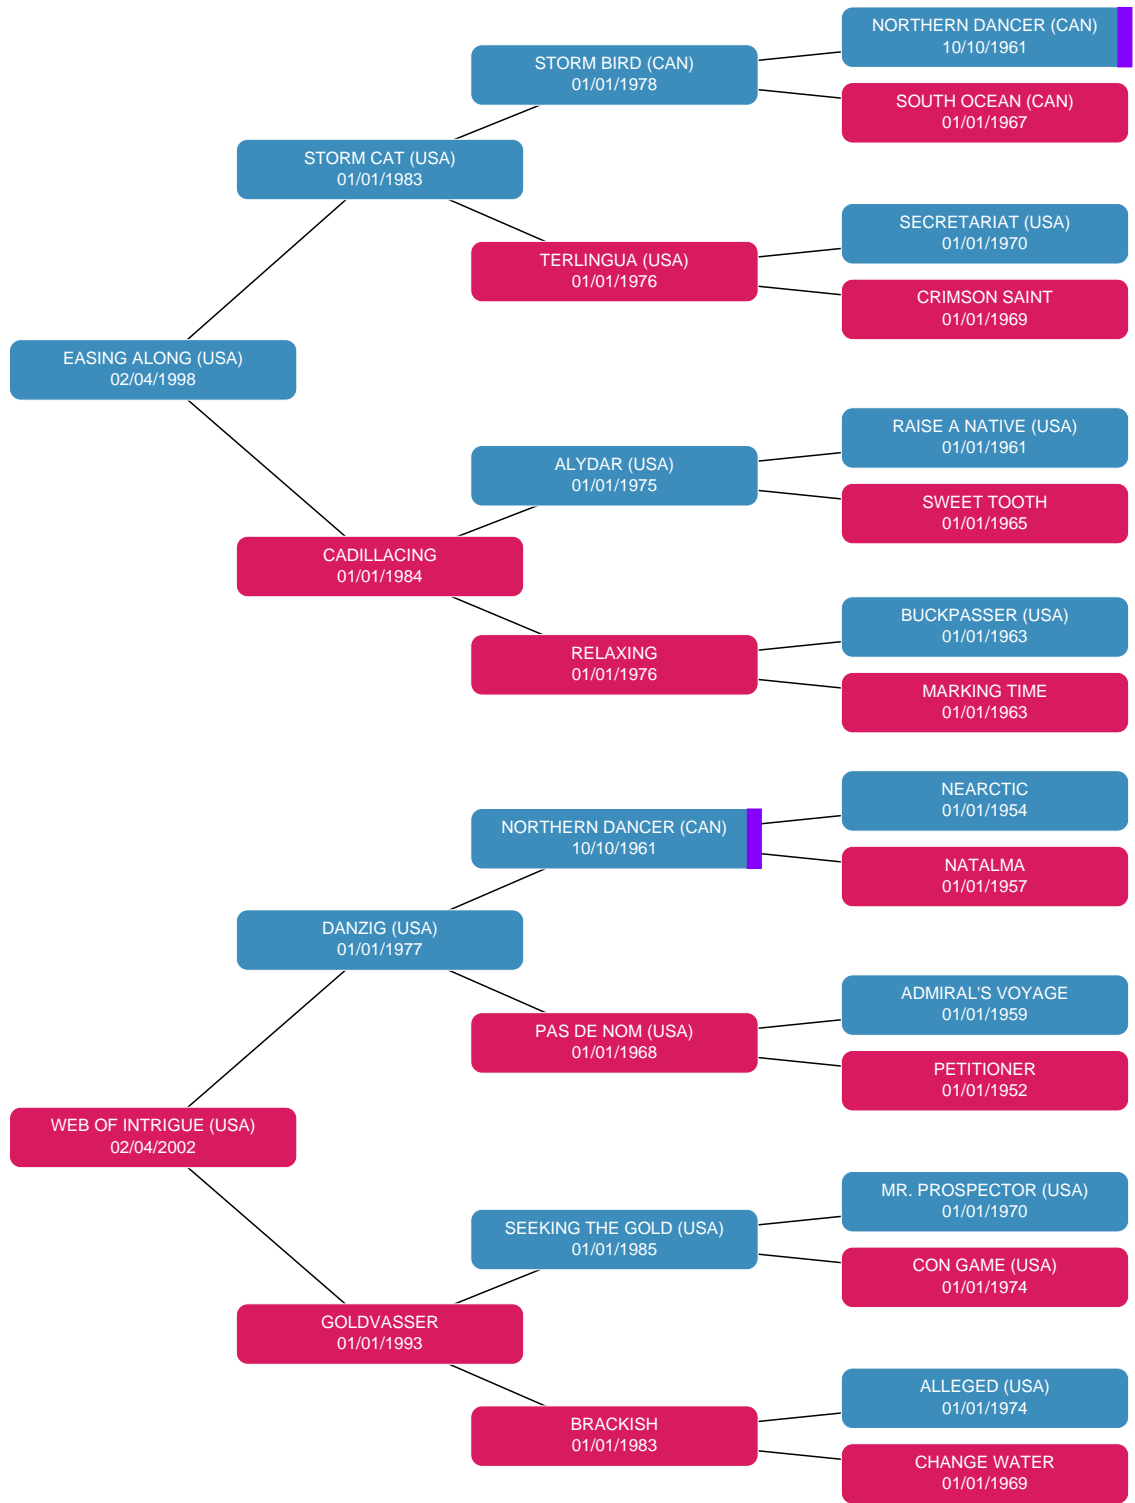 NORTHERN DANCER (CAN)
10/10/1961
STORM BIRD (CAN)
01/01/1978
SOUTH OCEAN (CAN)
01/01/1967
STORM CAT (USA)
01/01/1983
SECRETARIAT (USA)
01/01/1970
TERLINGUA (USA)
01/01/1976
CRIMSON SAINT
01/01/1969
EASING ALONG (USA)
02/04/1998
RAISE A NATIVE (USA)
01/01/1961
ALYDAR (USA)
01/01/1975
SWEET TOOTH
01/01/1965
CADILLACING
01/01/1984
BUCKPASSER (USA)
01/01/1963
RELAXING
01/01/1976
MARKING TIME
01/01/1963
NEARCTIC
01/01/1954
NORTHERN DANCER (CAN)
10/10/1961
NATALMA
01/01/1957
DANZIG (USA)
01/01/1977
ADMIRAL'S VOYAGE
01/01/1959
PAS DE NOM (USA)
01/01/1968
PETITIONER
01/01/1952
WEB OF INTRIGUE (USA)
02/04/2002
MR. PROSPECTOR (USA)
01/01/1970
SEEKING THE GOLD (USA)
01/01/1985
CON GAME (USA)
01/01/1974
GOLDVASSER
01/01/1993
ALLEGED (USA)
01/01/1974
BRACKISH
01/01/1983
CHANGE WATER
01/01/1969